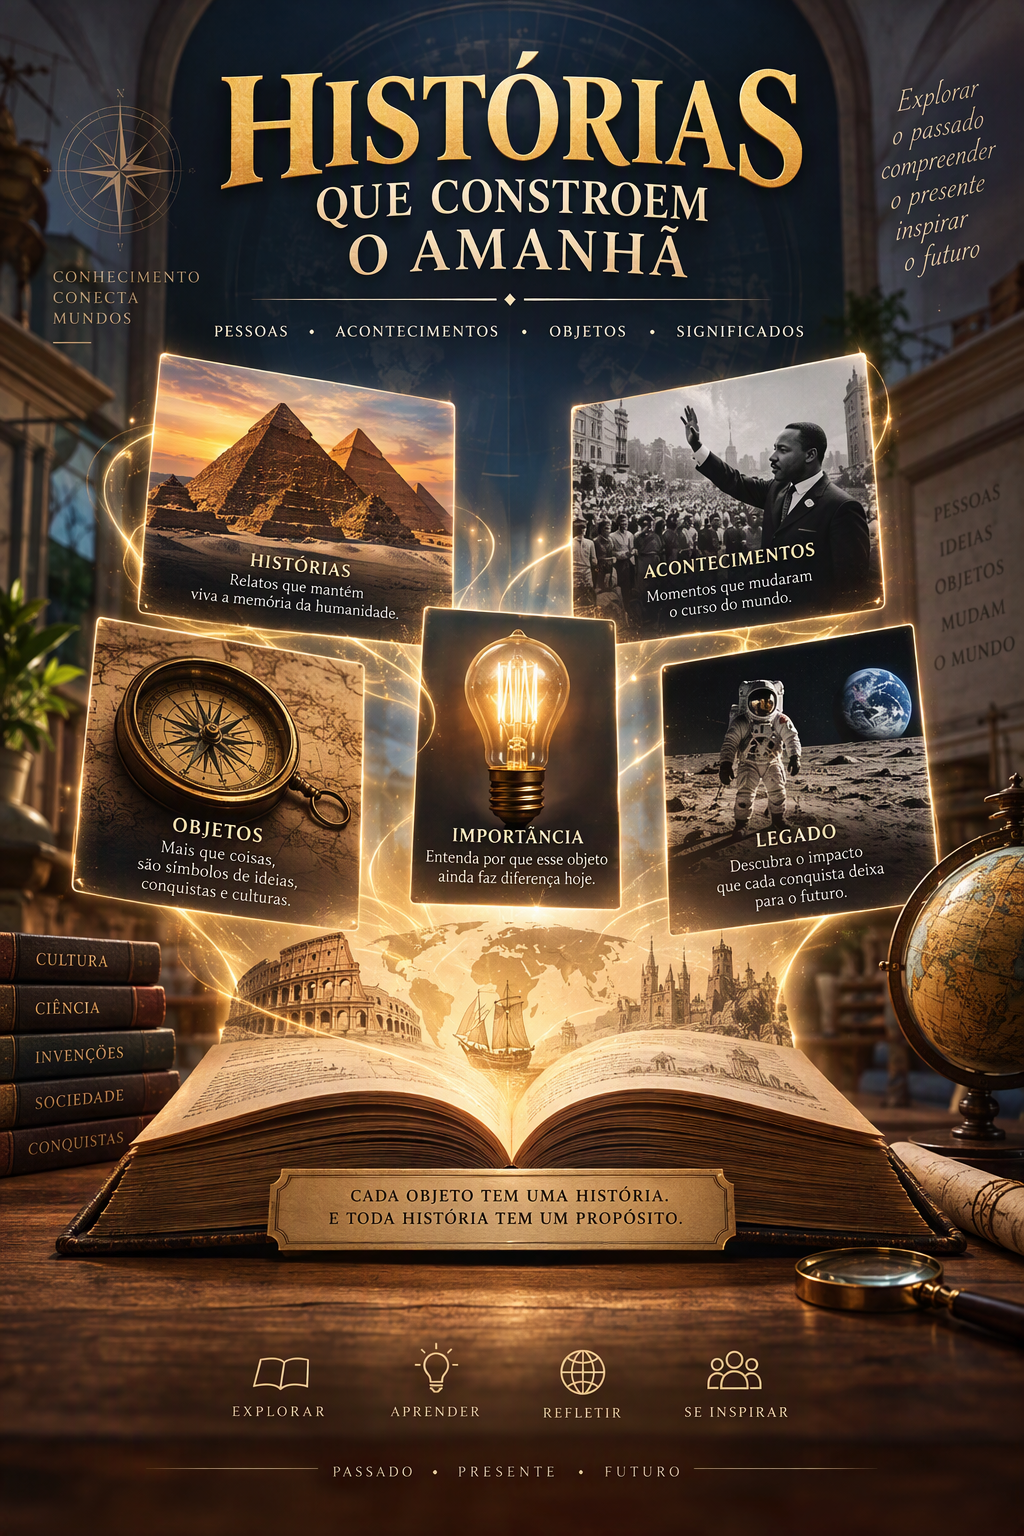 HISTÓRIAS
QUE CONSTROEM
O AMANHÃ
N
CONHECIMENTO
CONECTA
MUNDOS
Explorar
o passado
compreender
o presente
inspirar
o futuro
PESSOAS • ACONTECIMENTOS • OBJETOS • SIGNIFICADOS
HISTÓRIAS
Relatos que mantém
viva a memória da humanidade.
ACONTECIMENTOS
Momentos que mudaram
o curso do mundo.
PESSOAS
IDEIAS
OBJETOS
MUDAM
O MUNDO
OBJETOS
Mais que coisas,
são símbolos de ideias,
conquistas e culturas.
IMPORTÃNCIA
Entenda por que esse objeto
ainda faz diferença hoje.
LEGADO
Descubra o impacto
que cada conquista deixa
para o futuro.
CULTURA
CIÊNCIA
INVENÇÕES
SOCIEDADE
CONQUISTAS
CADA OBJETO TEM UMA HISTÓRIA.
E TODA HISTÓRIA TEM UM PROPÓSITO.
EXPLORAR
APRENDER
REFLETIR
SE INSPIRAR
PASSADO • PRESENTE • FUTURO